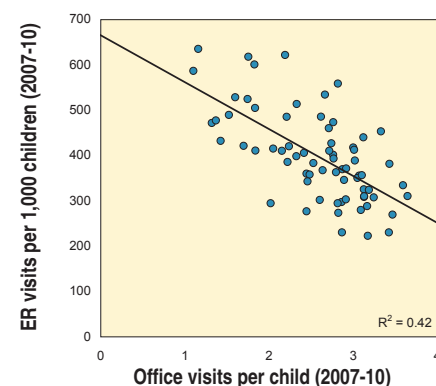 ER visits per 1,000 children (2007-10)
700
600
500
400
300
200
100
0
R² = 0.42
0 1 2 3 4
Office visits per child (2007-10)